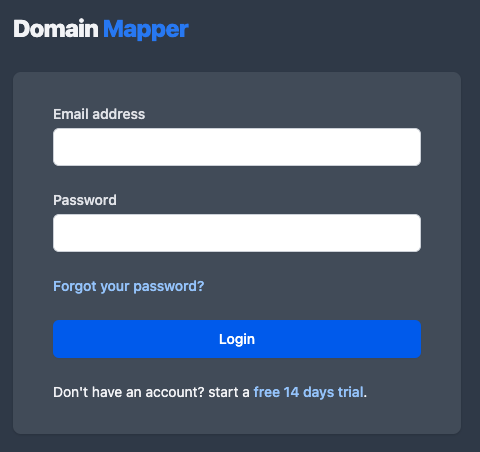 Domain Mapper
Email address
Password
Forgot your password?
Login
Don't have an account? start a free 14 days trial.